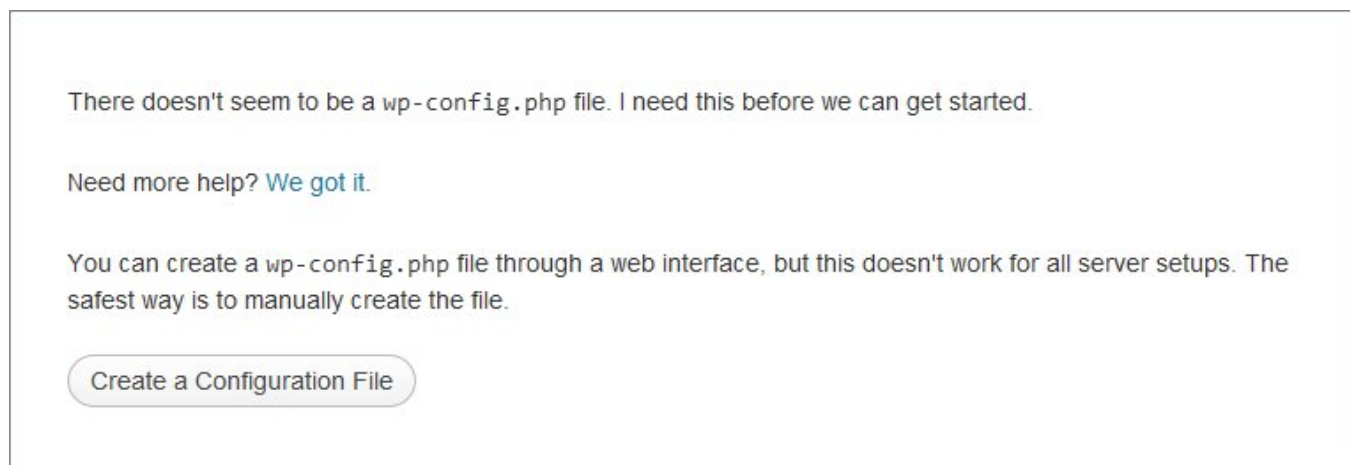 There doesn't seem to be a wp-config.php file. I need this before we can get started.
Need more help? We got it.
You can create a wp-config.php file through a web interface, but this doesn't work for all server setups. The
safest way is to manually create the file.
Create a Configuration File